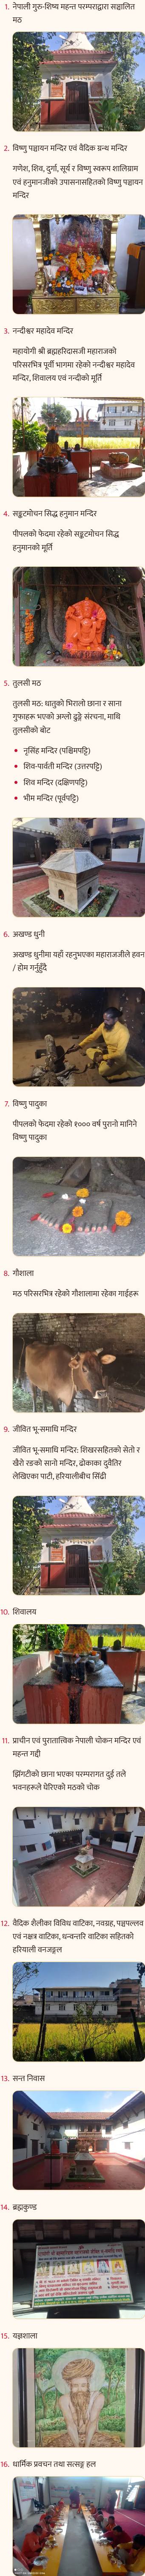 1. नेपाली गुरु-शिष्य महन्त परम्पराद्वारा सञ्चालित
मठ
2. विष्णु पञ्चायन मन्दिर एवं वैदिक ग्रन्थ मन्दिर
गणेश, शिव, दुर्गा, सूर्य र विष्णु स्वरूप शालिग्राम
एवं हनुमानजीको उपासनासहितको विष्णु पञ्चायन
मन्दिर
3. नन्दीश्वर महादेव मन्दिर
महायोगी श्री ब्रह्महरिदासजी महाराजको
परिसरभित्र पूर्वी भागमा रहेको नन्दीश्वर महादेव
मन्दिर, शिवालय एवं नन्दीको मूर्ति
4. सङ्कटमोचन सिद्ध हनुमान मन्दिर
पीपलको फेदमा रहेको सङ्कटमोचन सिद्ध
हनुमानको मूर्ति
5. तुलसी मठ
तुलसी मठ: धातुको भिरालो छाना र साना
गुफाहरू भएको अग्लो ढुङ्गे संरचना, माथि
तुलसीको बोट
नृसिंह मन्दिर (पश्चिमपट्टि)
शिव-पार्वती मन्दिर (उत्तरपट्टि)
शिव मन्दिर (दक्षिणपट्टि)
भीम मन्दिर (पूर्वपट्टि)
6. अखण्ड धुनी
अखण्ड धुनीमा यहाँ रहनुभएका महाराजजीले हवन
/ होम गर्नुहुँदै
7. विष्णु पादुका
पीपलको फेदमा रहेको १००० वर्ष पुरानो मानिने
विष्णु पादुका
8. गौशाला
मठ परिसरभित्र रहेको गौशालामा रहेका गाईहरू
9. जीवित भू-समाधि मन्दिर
जीवित भू-समाधि मन्दिर: शिखरसहितको सेतो र
खैरो रङको सानो मन्दिर, ढोकाका दुवैतिर
लेखिएका पाटी, हरियालीबीच सिँढी
10. शिवालय
11. प्राचीन एवं पुरातात्त्विक नेपाली चोकन मन्दिर एवं
महन्त गद्दी
झिँगटीको छाना भएका परम्परागत दुई तले
भवनहरूले घेरिएको मठको चोक
12. वैदिक शैलीका विविध वाटिका, नवग्रह, पञ्चपल्लव
एवं नक्षत्र वाटिका, धन्वन्तरि वाटिका सहितको
हरियाली वनजङ्गल
13. सन्त निवास
14. ब्रह्मकुण्ड
15. यज्ञशाला
16. धार्मिक प्रवचन तथा सत्सङ्ग हल